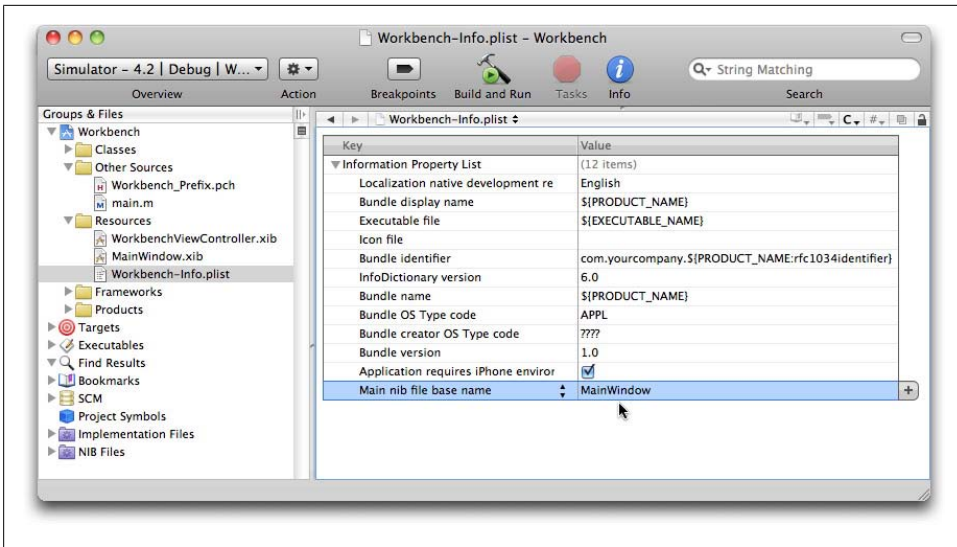 Workbench-Info.plist – Workbench
Simulator – 4.2 | Debug | W...
String Matching
Overview
Action
Breakpoints
Build and Run
Tasks
Info
Search
Groups & Files
Workbench
Classes
Other Sources
Workbench_Prefix.pch
main.m
Resources
WorkbenchViewController.xib
MainWindow.xib
Workbench-Info.plist
Frameworks
Products
Targets
Executables
Find Results
Bookmarks
SCM
Project Symbols
Implementation Files
NIB Files
Workbench-Info.plist
C
#
Key Value
Information Property List (12 items)
Localization native development re English
Bundle display name ${PRODUCT_NAME}
Executable file ${EXECUTABLE_NAME}
Icon file
Bundle identifier com.yourcompany.${PRODUCT_NAME:rfc1034identifier}
InfoDictionary version 6.0
Bundle name ${PRODUCT_NAME}
Bundle OS Type code APPL
Bundle creator OS Type code ????
Bundle version 1.0
Application requires iPhone enviror
Main nib file base name MainWindow